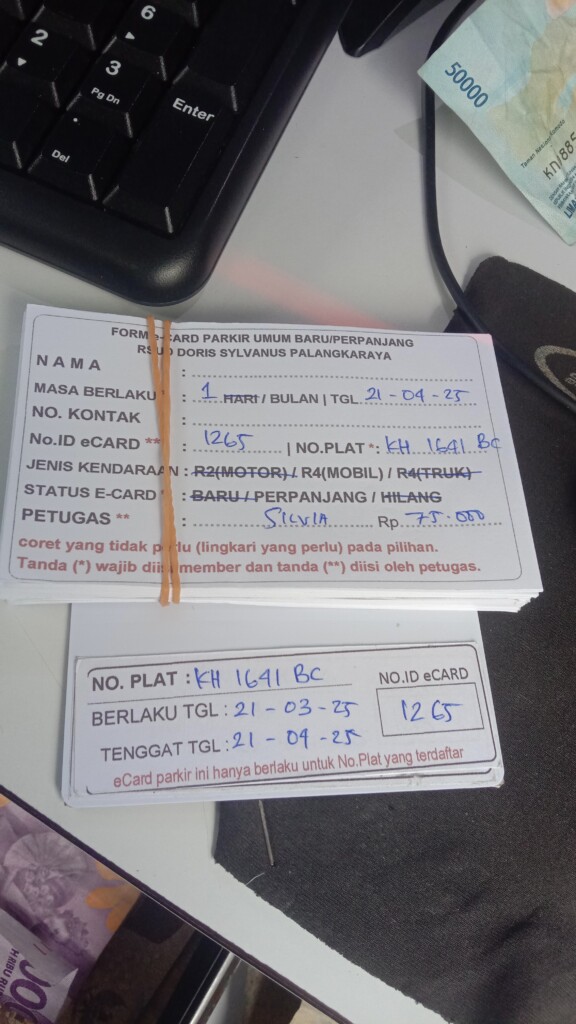 6
2
3
Pg Dn
Enter
Del
50000
FORM e-CARD PARKIR UMUM BARU/PERPANJANG
RSUD DORIS SYLVANUS PALANGKARAYA
NAMA :
MASA BERLAKU : 1 HARI / BULAN | TGL 21 - 04 - 25
NO. KONTAK :
No.ID eCARD ** : 1265 | NO.PLAT *: KH 1641 BC
JENIS KENDARAAN : R2(MOTOR) / R4(MOBIL) / R4(TRUK)
STATUS E-CARD : BARU / PERPANJANG / HILANG
PETUGAS ** : SILVIA Rp 75.000
coret yang tidak perlu (lingkari yang perlu) pada pilihan.
Tanda (*) wajib diisi member dan tanda (**) diisi oleh petugas.
NO. PLAT : KH 1641 BC
NO.ID eCARD
1265
BERLAKU TGL : 21 - 03 - 25
TENGGAT TGL : 21 - 04 - 25
eCard parkir ini hanya berlaku untuk No.Plat yang terdaftar